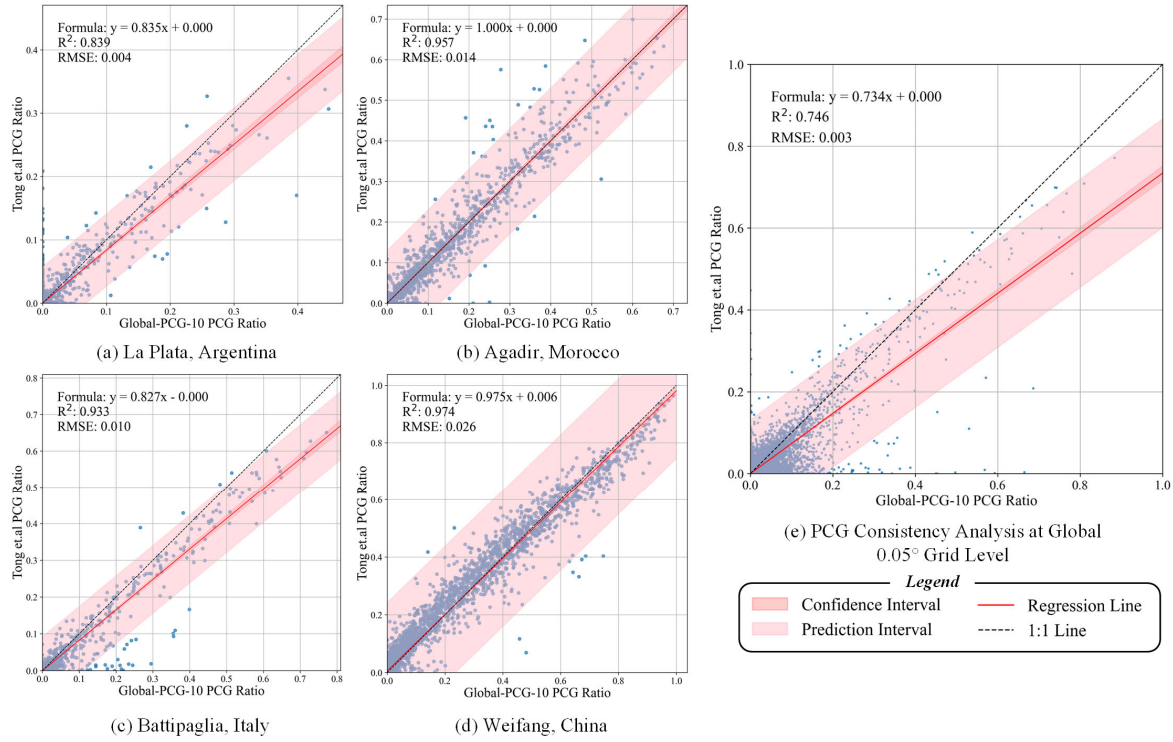 Formula: y = 0.835x + 0.000
R²: 0.839
RMSE: 0.004
Tong et.al PCG Ratio
0.4
0.3
0.2
0.1
0.0
0.0 0.1 0.2 0.3 0.4
Global-PCG-10 PCG Ratio
(a) La Plata, Argentina
Formula: y = 1.000x + 0.000
R²: 0.957
RMSE: 0.014
Tong et.al PCG Ratio
0.7
0.6
0.5
0.4
0.3
0.2
0.1
0.0
0.0 0.1 0.2 0.3 0.4 0.5 0.6 0.7
Global-PCG-10 PCG Ratio
(b) Agadir, Morocco
Formula: y = 0.827x - 0.000
R²: 0.933
RMSE: 0.010
Tong et.al PCG Ratio
0.8
0.7
0.6
0.5
0.4
0.3
0.2
0.1
0.0
0.0 0.1 0.2 0.3 0.4 0.5 0.6 0.7 0.8
Global-PCG-10 PCG Ratio
(c) Battipaglia, Italy
Formula: y = 0.975x + 0.006
R²: 0.974
RMSE: 0.026
Tong et.al PCG Ratio
1.0
0.8
0.6
0.4
0.2
0.0
0.0 0.2 0.4 0.6 0.8 1.0
Global-PCG-10 PCG Ratio
(d) Weifang, China
Formula: y = 0.734x + 0.000
R²: 0.746
RMSE: 0.003
Tong et.al PCG Ratio
1.0
0.8
0.6
0.4
0.2
0.0
0.0 0.2 0.4 0.6 0.8 1.0
Global-PCG-10 PCG Ratio
(e) PCG Consistency Analysis at Global
0.05° Grid Level
Legend
Confidence Interval
Regression Line
Prediction Interval
1:1 Line